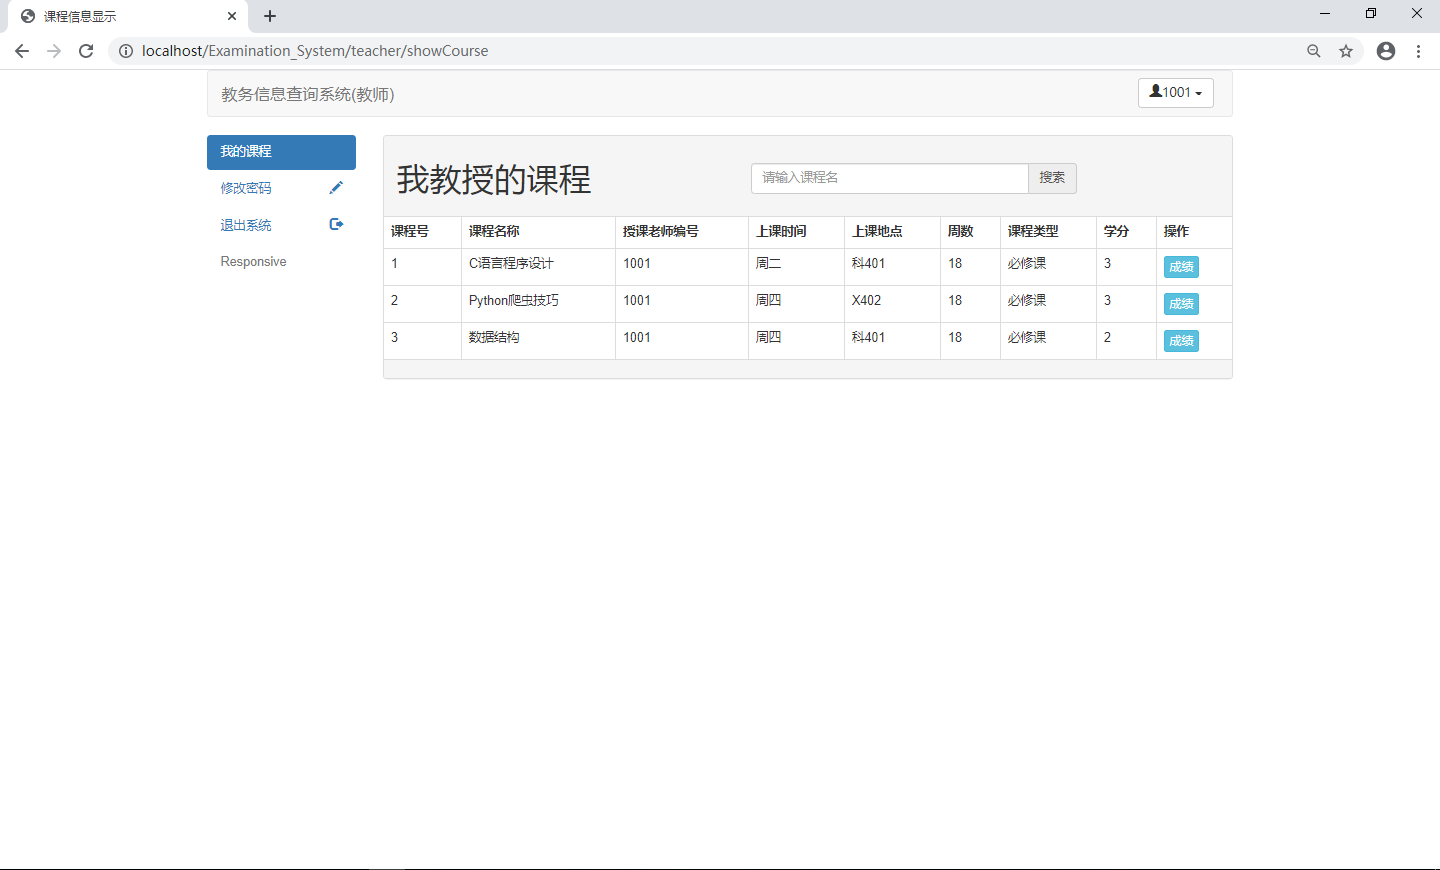 课程信息显示
localhost/Examination_System/teacher/showCourse
教务信息查询系统(教师)
1001
我的课程
修改密码
退出系统
Responsive
我教授的课程
请输入课程名 搜索
课程号 课程名称 授课老师编号 上课时间 上课地点 周数 课程类型 学分 操作
1 C语言程序设计 1001 周二 科401 18 必修课 3 成绩
2 Python爬虫技巧 1001 周四 X402 18 必修课 3 成绩
3 数据结构 1001 周四 科401 18 必修课 2 成绩